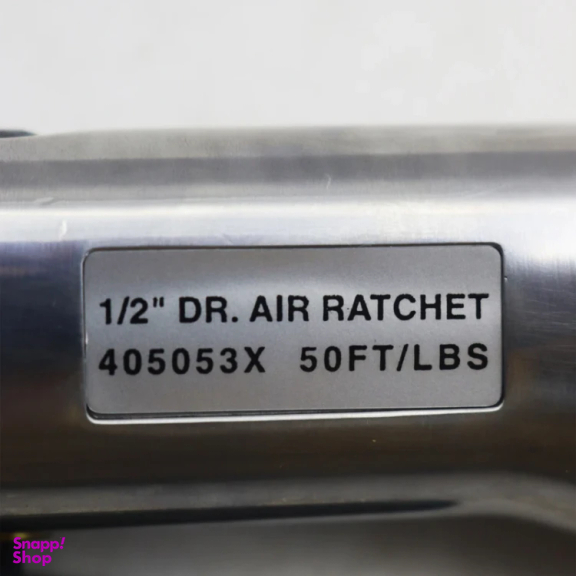 1/2" DR. AIR RATCHET
405053X 50FT/LBS
Snapp!
Shop